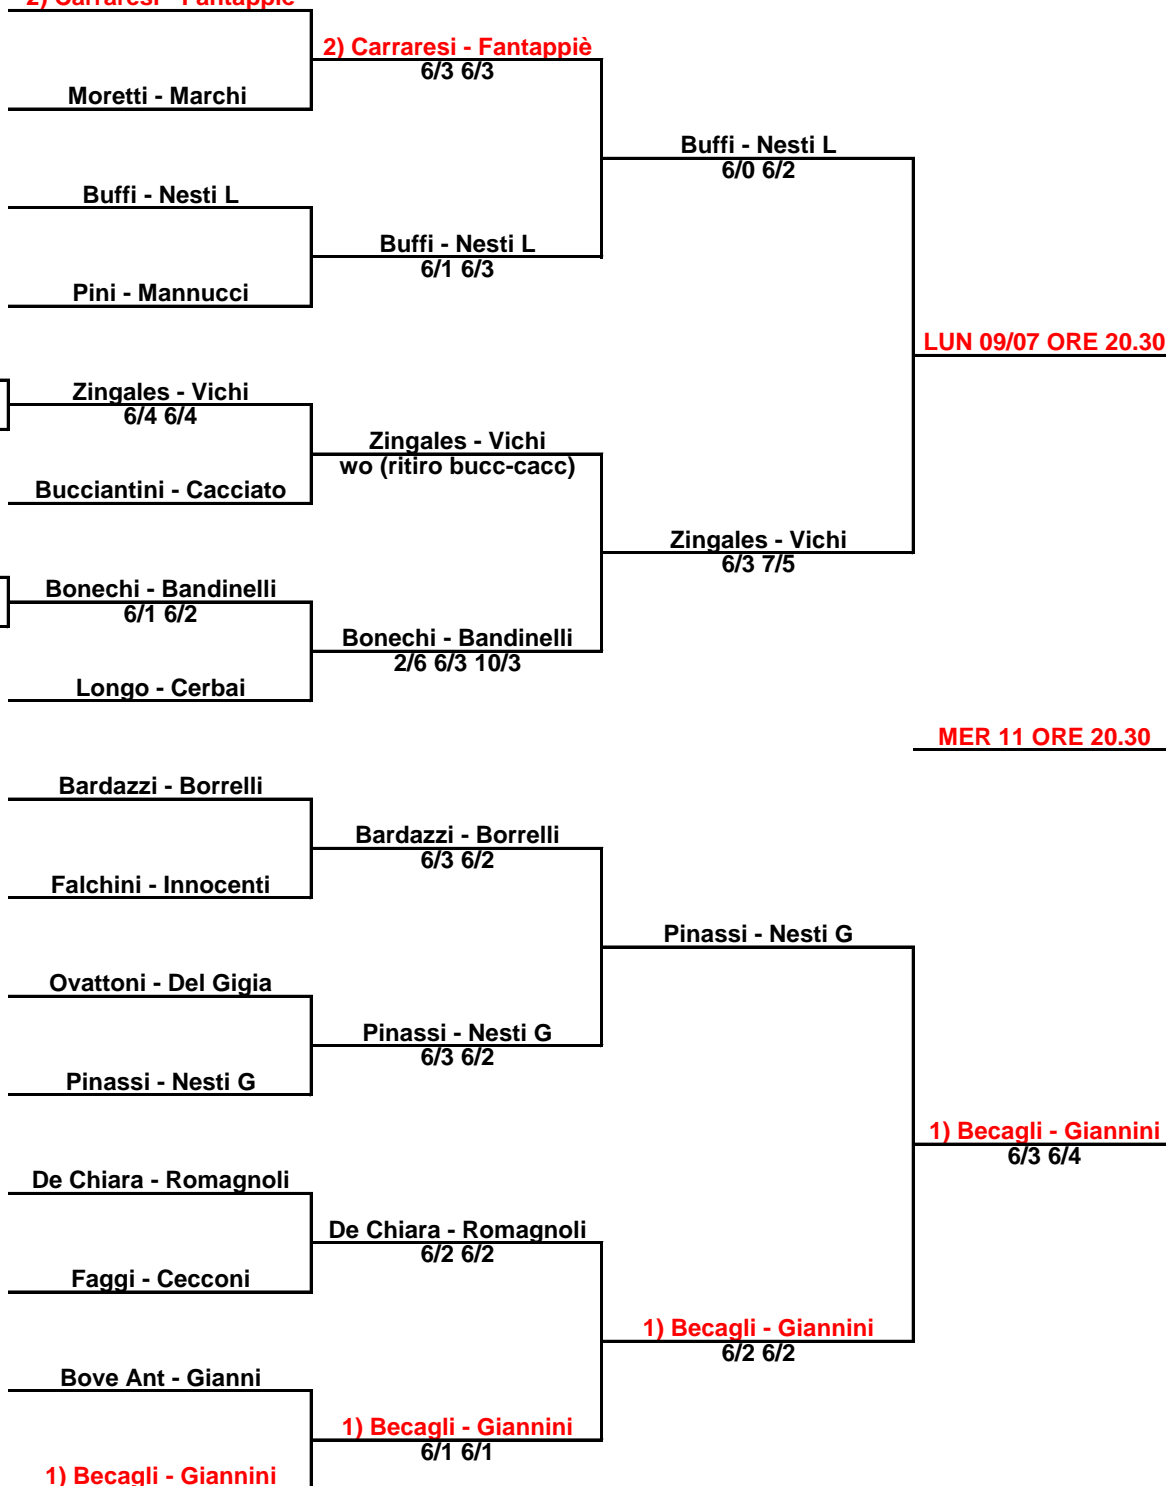 2) Carraresi - Fantappiè
2) Carraresi - Fantappiè
6/3 6/3
Moretti - Marchi
Buffi - Nesti L
6/0 6/2
Buffi - Nesti L
Buffi - Nesti L
6/1 6/3
Pini - Mannucci
LUN 09/07 ORE 20.30
Zingales - Vichi
6/4 6/4
Zingales - Vichi
wo (ritiro bucc-cacc)
Bucciantini - Cacciato
Zingales - Vichi
6/3 7/5
Bonechi - Bandinelli
6/1 6/2
Bonechi - Bandinelli
2/6 6/3 10/3
Longo - Cerbai
MER 11 ORE 20.30
Bardazzi - Borrelli
Bardazzi - Borrelli
6/3 6/2
Falchini - Innocenti
Pinassi - Nesti G
Ovattoni - Del Gigia
Pinassi - Nesti G
6/3 6/2
Pinassi - Nesti G
1) Becagli - Giannini
6/3 6/4
De Chiara - Romagnoli
De Chiara - Romagnoli
6/2 6/2
Faggi - Cecconi
1) Becagli - Giannini
6/2 6/2
Bove Ant - Gianni
1) Becagli - Giannini
6/1 6/1
1) Becagli - Giannini